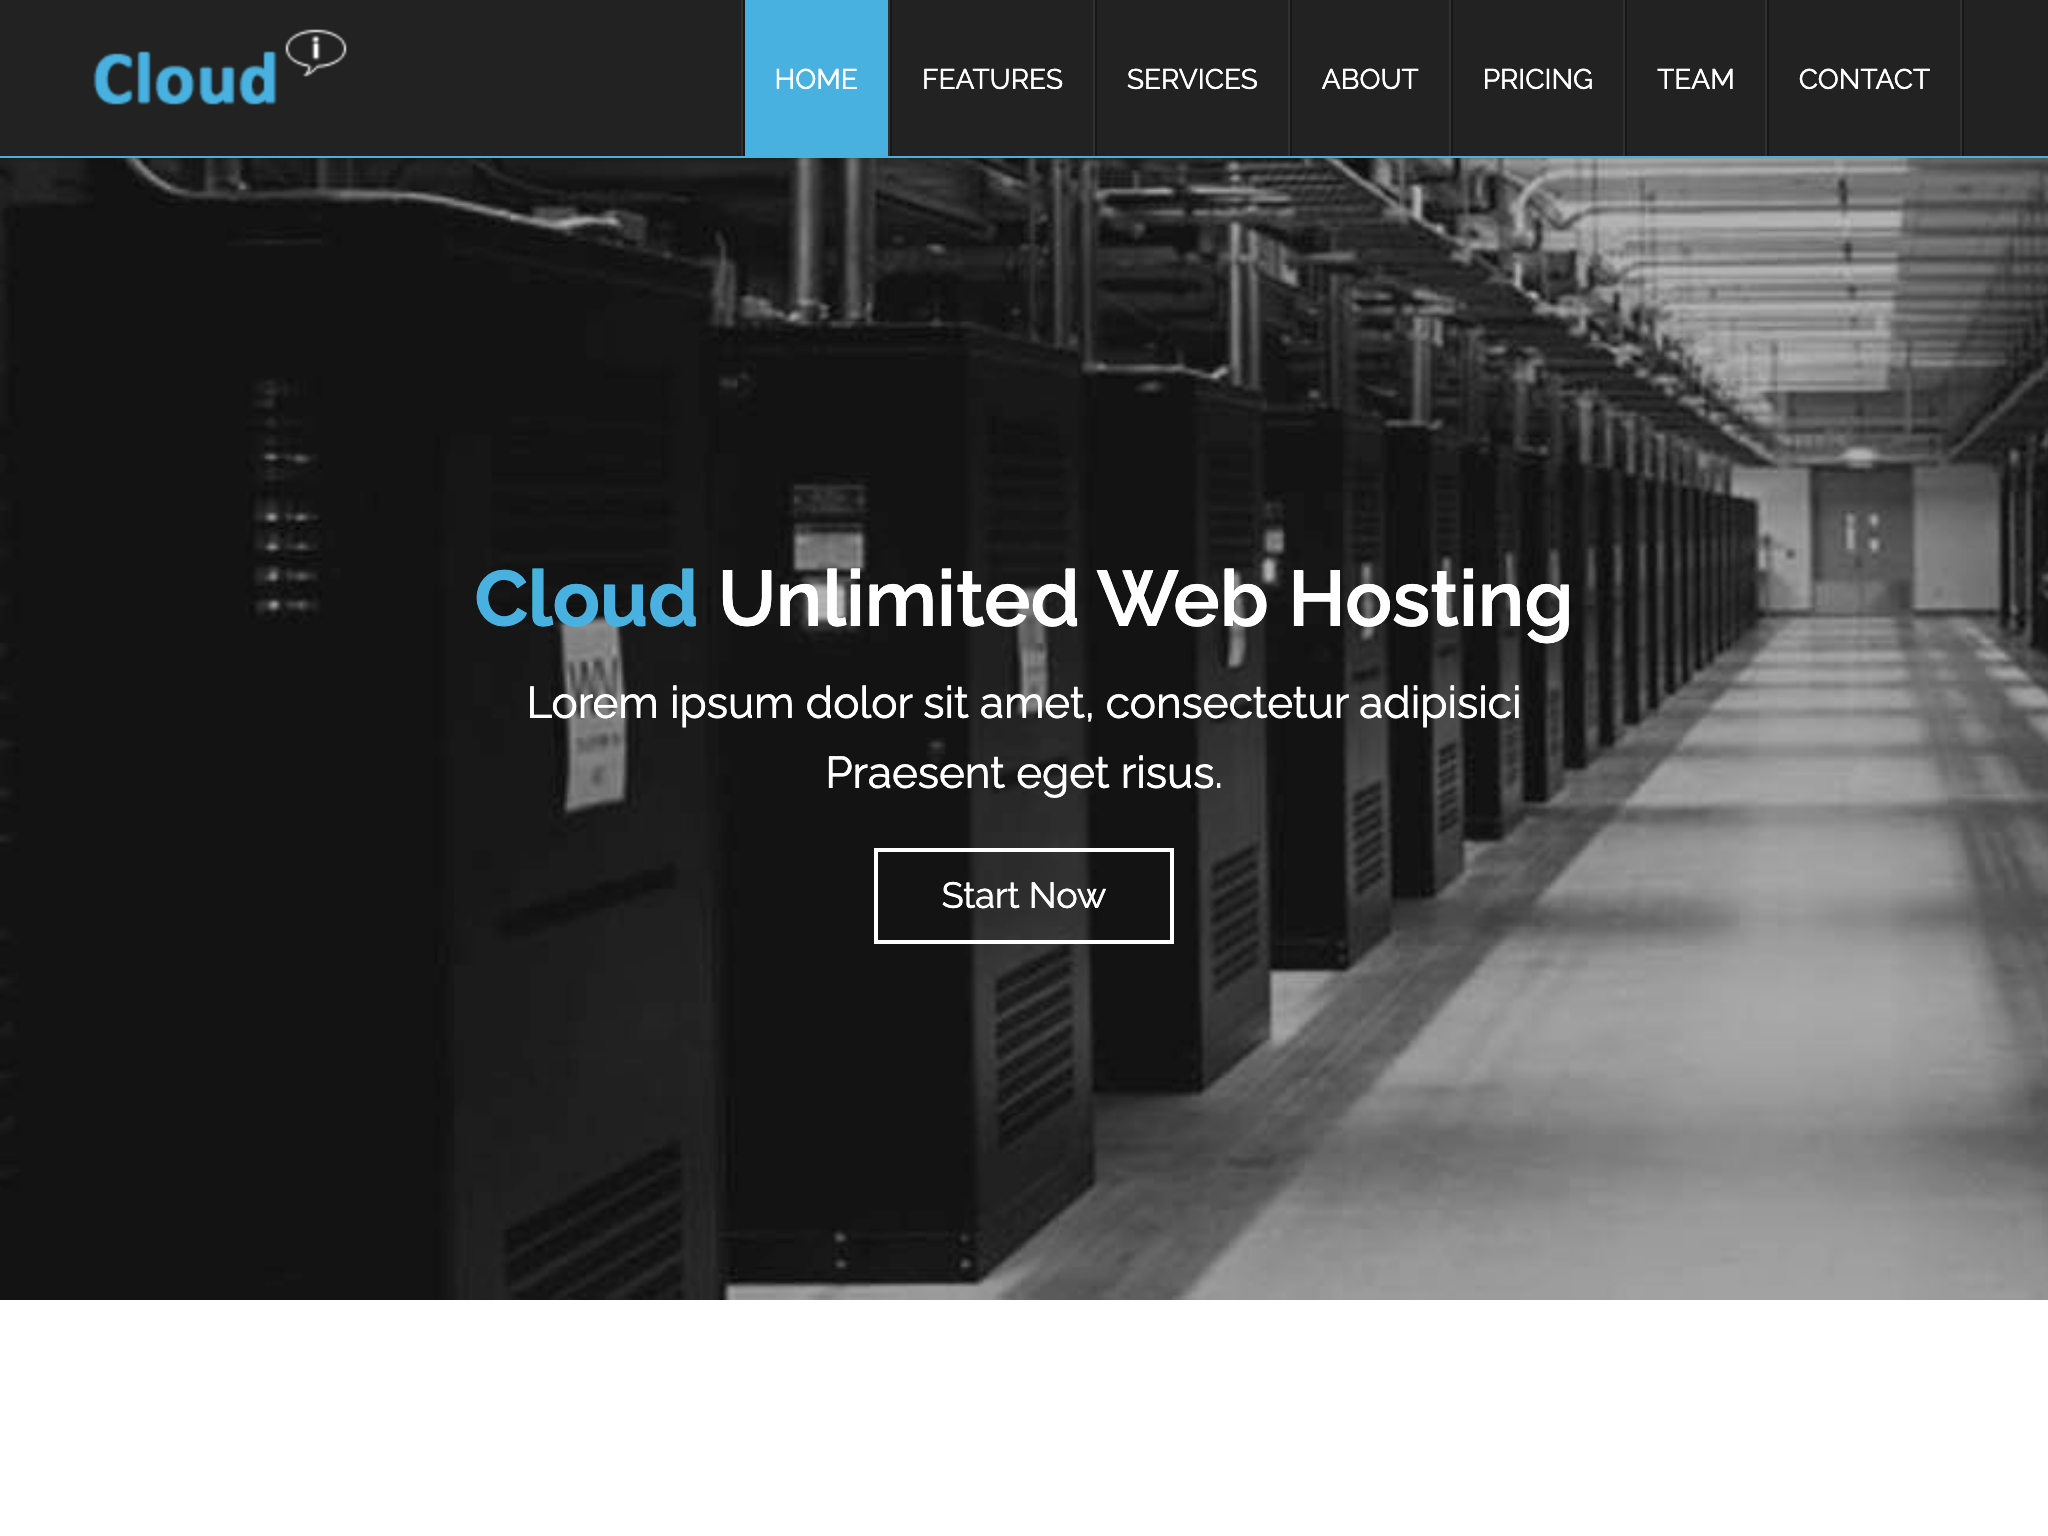 Cloud i
HOME FEATURES SERVICES ABOUT PRICING TEAM CONTACT
Cloud Unlimited Web Hosting
Lorem ipsum dolor sit amet, consectetur adipisici
Praesent eget risus.
Start Now